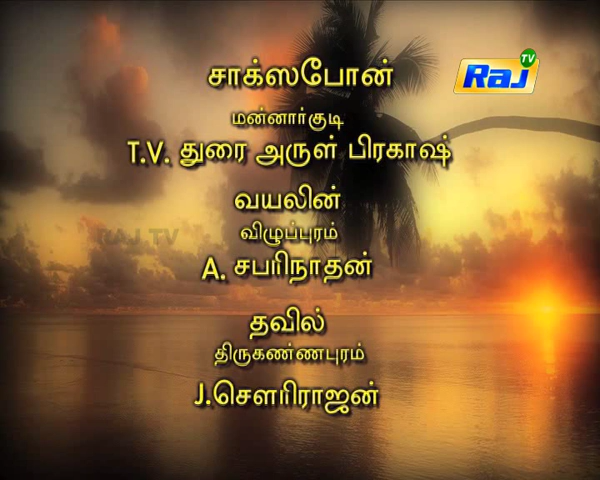 சாக்ஸபோன்
Raj TV
மன்னார்குடி
T.V. துரை அருள் பிரகாஷ்
வயலின்
விழுப்புரம்
RAJ TV
A. சபரிநாதன்
தவில்
திருகண்ணபுரம்
J.சௌரிராஜன்